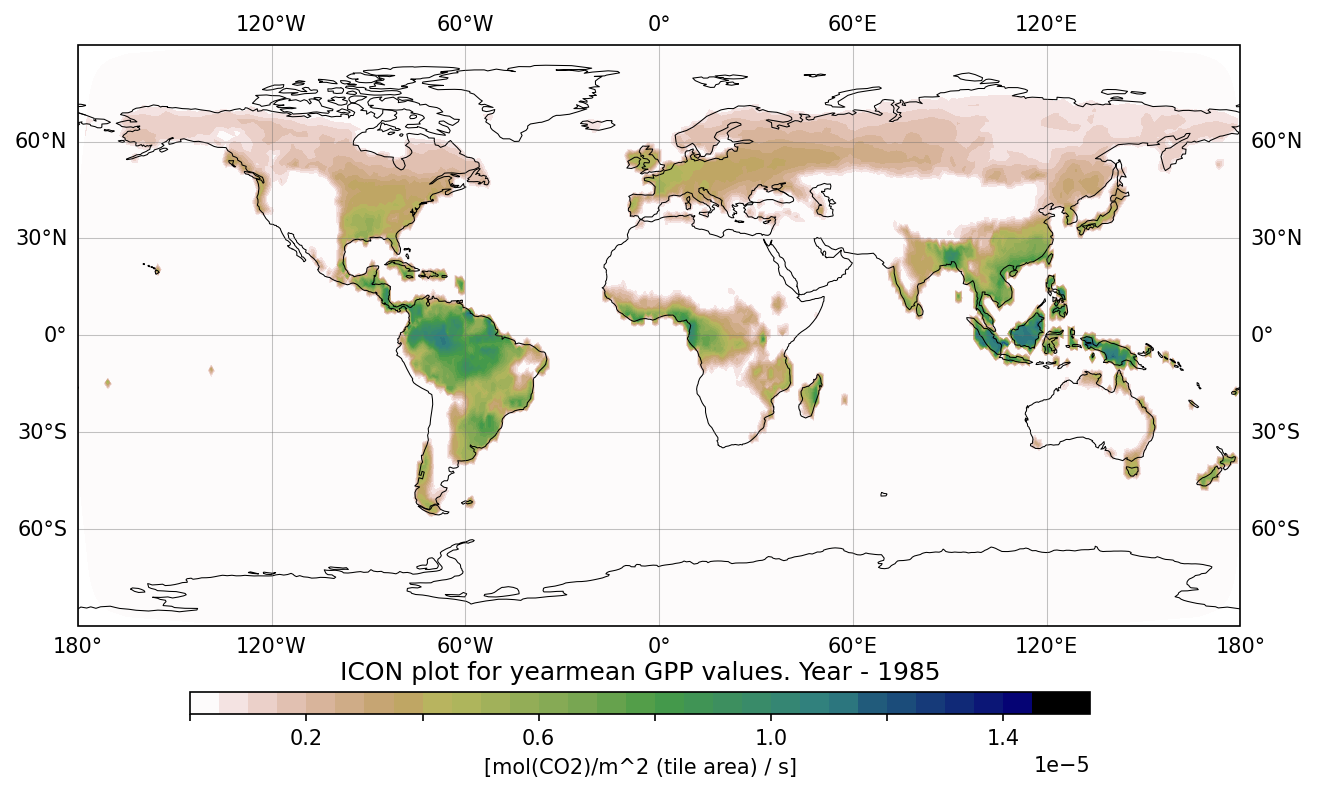 120°W 60°W 0° 60°E 120°E
60°N 60°N
30°N 30°N
0° 0°
30°S 30°S
60°S 60°S
180° 120°W 60°W 0° 60°E 120°E 180°
ICON plot for yearmean GPP values. Year - 1985
0.2 0.6 1.0 1.4
1e−5
[mol(CO2)/m^2 (tile area) / s]